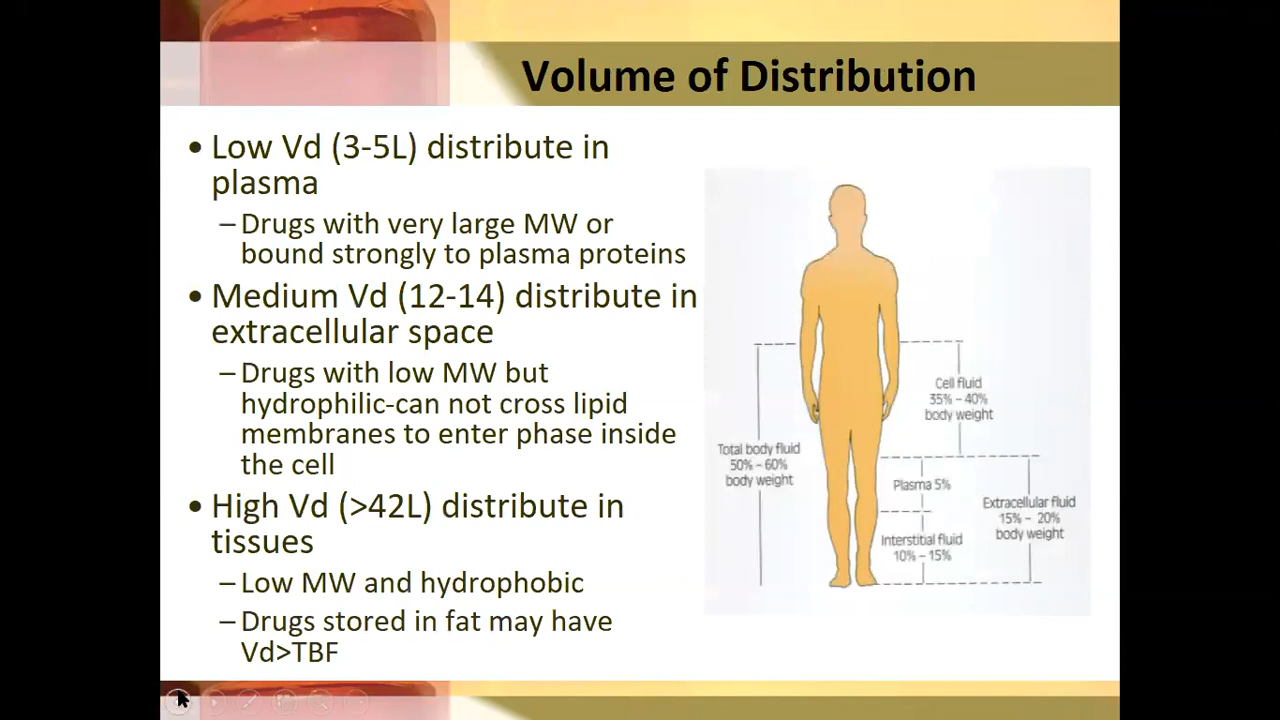 Volume of Distribution
• Low Vd (3-5L) distribute in
plasma
– Drugs with very large MW or
bound strongly to plasma proteins
• Medium Vd (12-14) distribute in
extracellular space
– Drugs with low MW but
hydrophilic-can not cross lipid
membranes to enter phase inside
the cell
• High Vd (>42L) distribute in
tissues
– Low MW and hydrophobic
– Drugs stored in fat may have
Vd>TBF
Total body fluid
50% – 60%
body weight
Cell fluid
35% – 40%
body weight
Plasma 5%
Interstitial fluid
10% – 15%
Extracellular fluid
15% – 20%
body weight